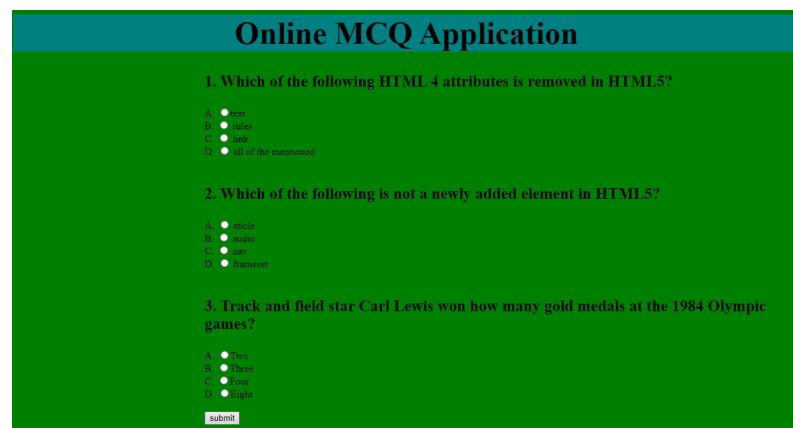 Online MCQ Application
1. Which of the following HTML 4 attributes is removed in HTML5?
A. text
B. rules
C. link
D. all of the mentioned
2. Which of the following is not a newly added element in HTML5?
A. aticle
B. audio
C. nav
D. frameset
3. Track and field star Carl Lewis won how many gold medals at the 1984 Olympic
games?
A. Two
B. Three
C. Four
D. Eight
submit